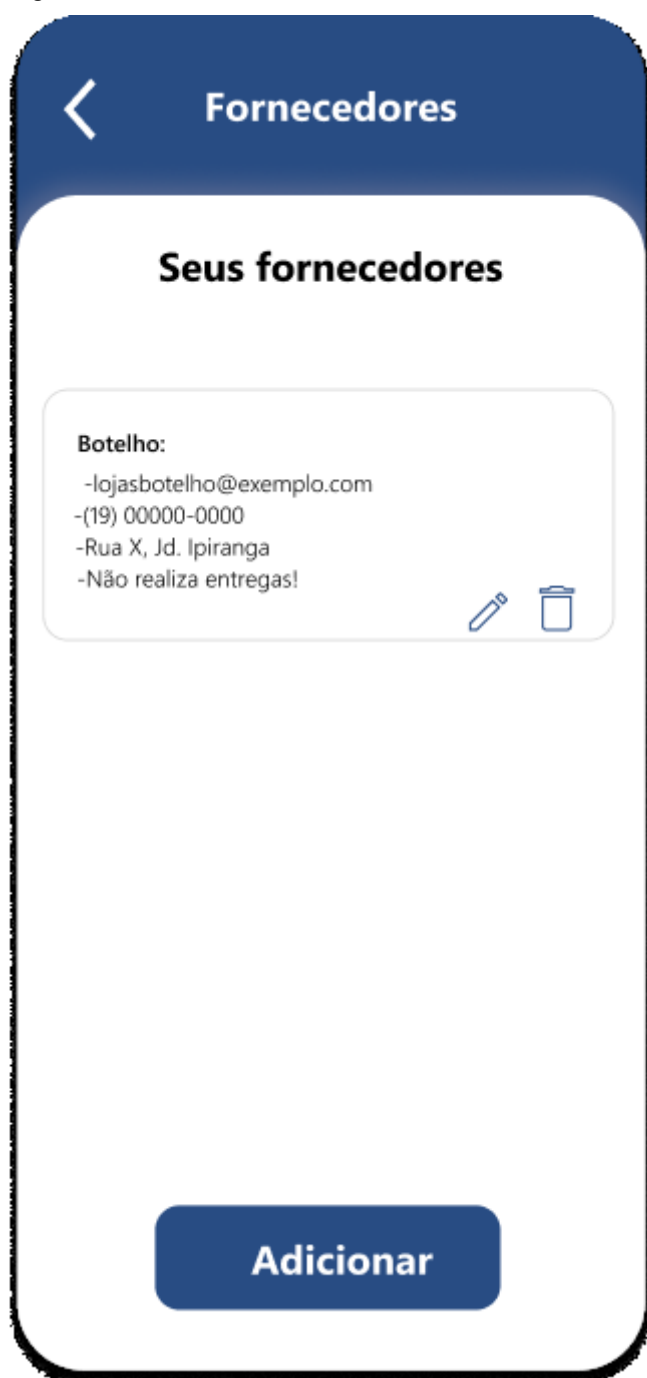 Fornecedores
Seus fornecedores
Botelho:
-lojasbotelho@exemplo.com
-(19) 00000-0000
-Rua X, Jd. Ipiranga
-Não realiza entregas!
Adicionar